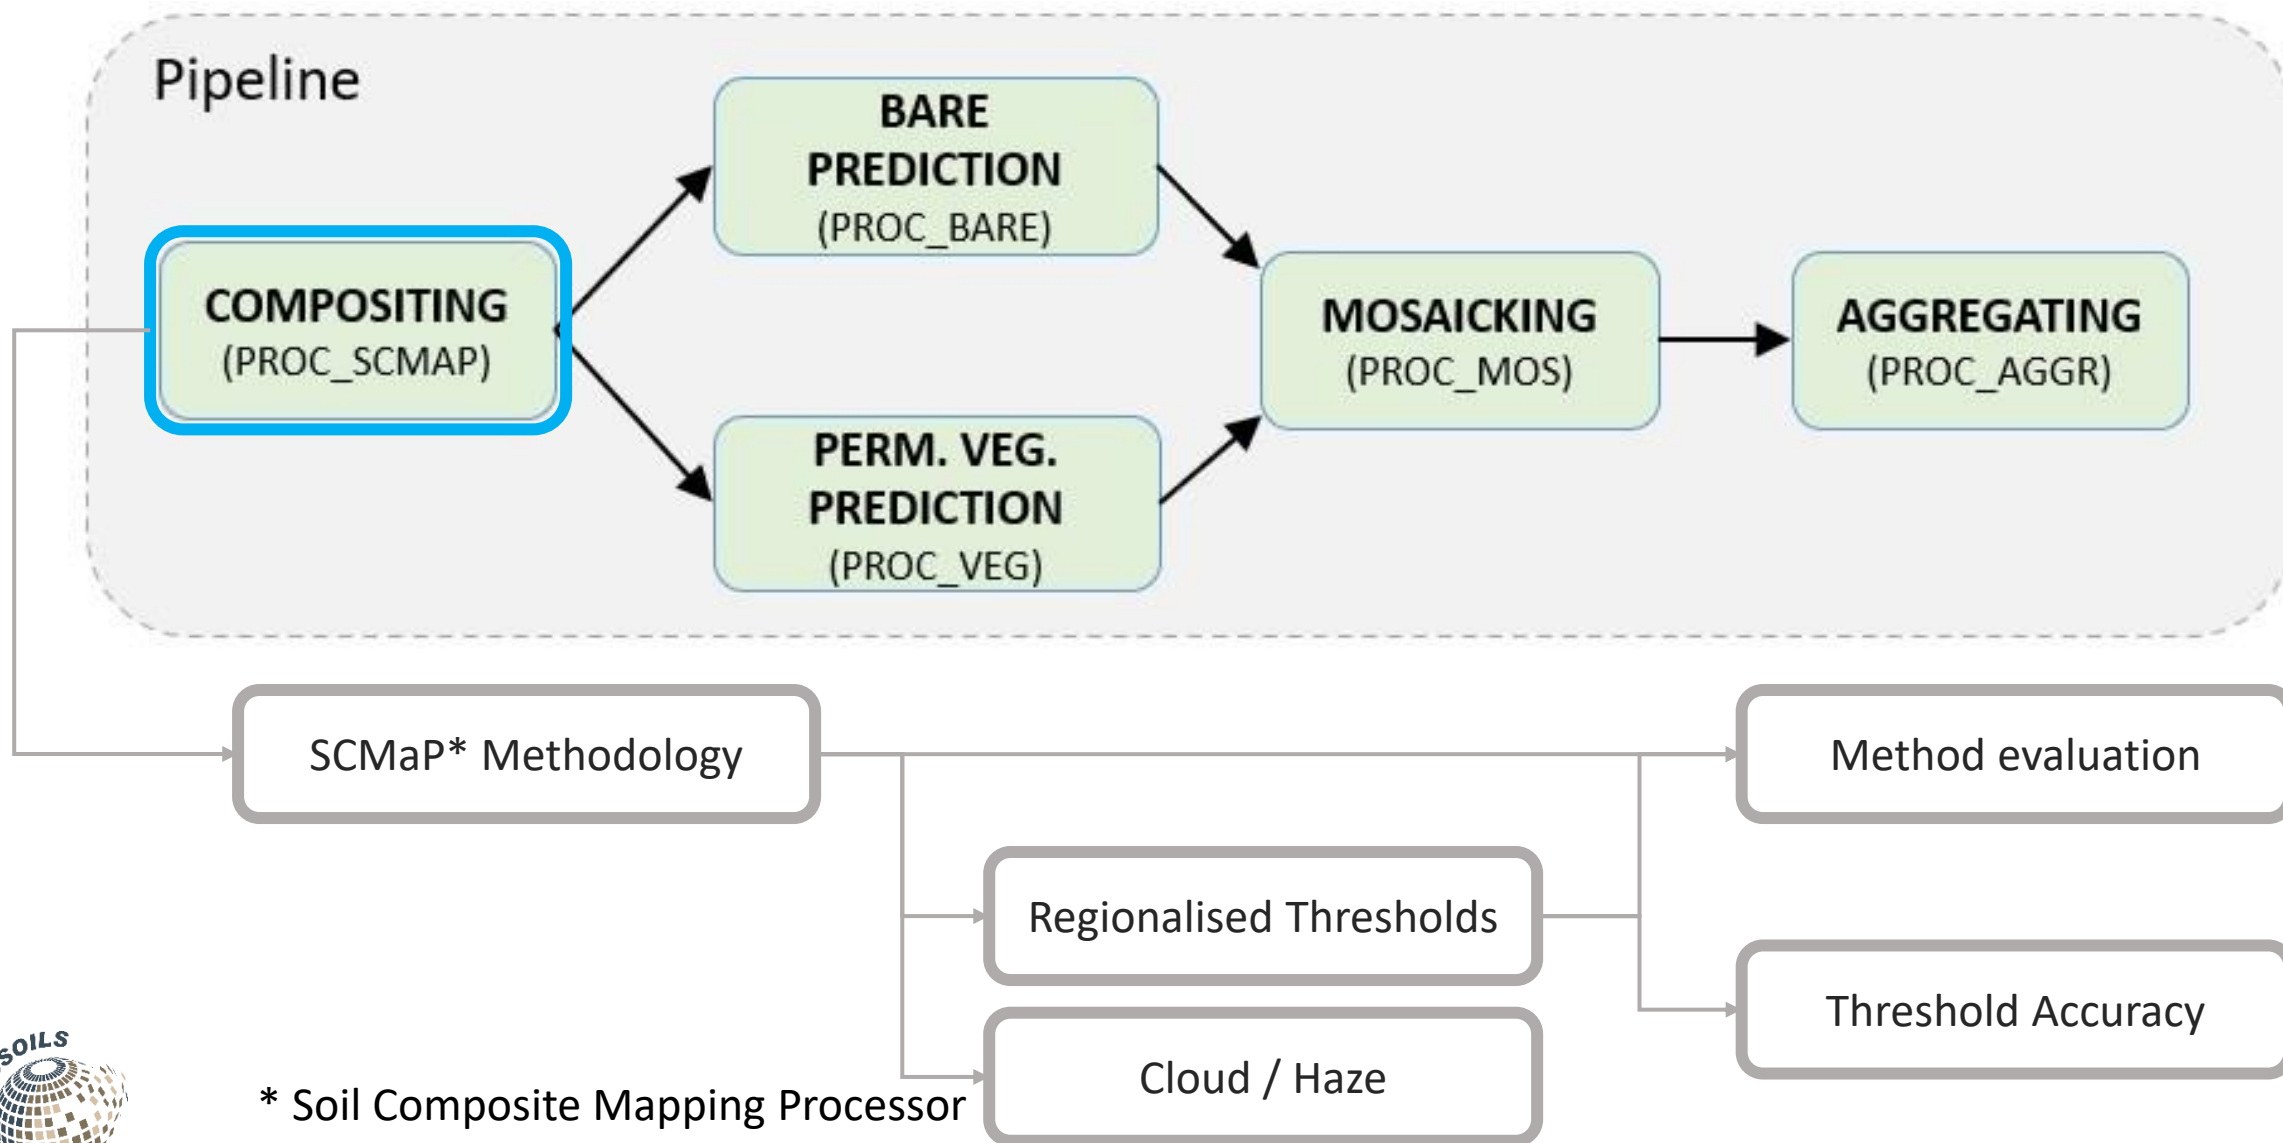 Pipeline
BARE
PREDICTION
(PROC_BARE)
COMPOSITING
(PROC_SCMAP)
PERM. VEG.
PREDICTION
(PROC_VEG)
MOSAICKING
(PROC_MOS)
AGGREGATING
(PROC_AGGR)
SCMaP* Methodology
Method evaluation
Regionalised Thresholds
Threshold Accuracy
Cloud / Haze
SOILS
* Soil Composite Mapping Processor